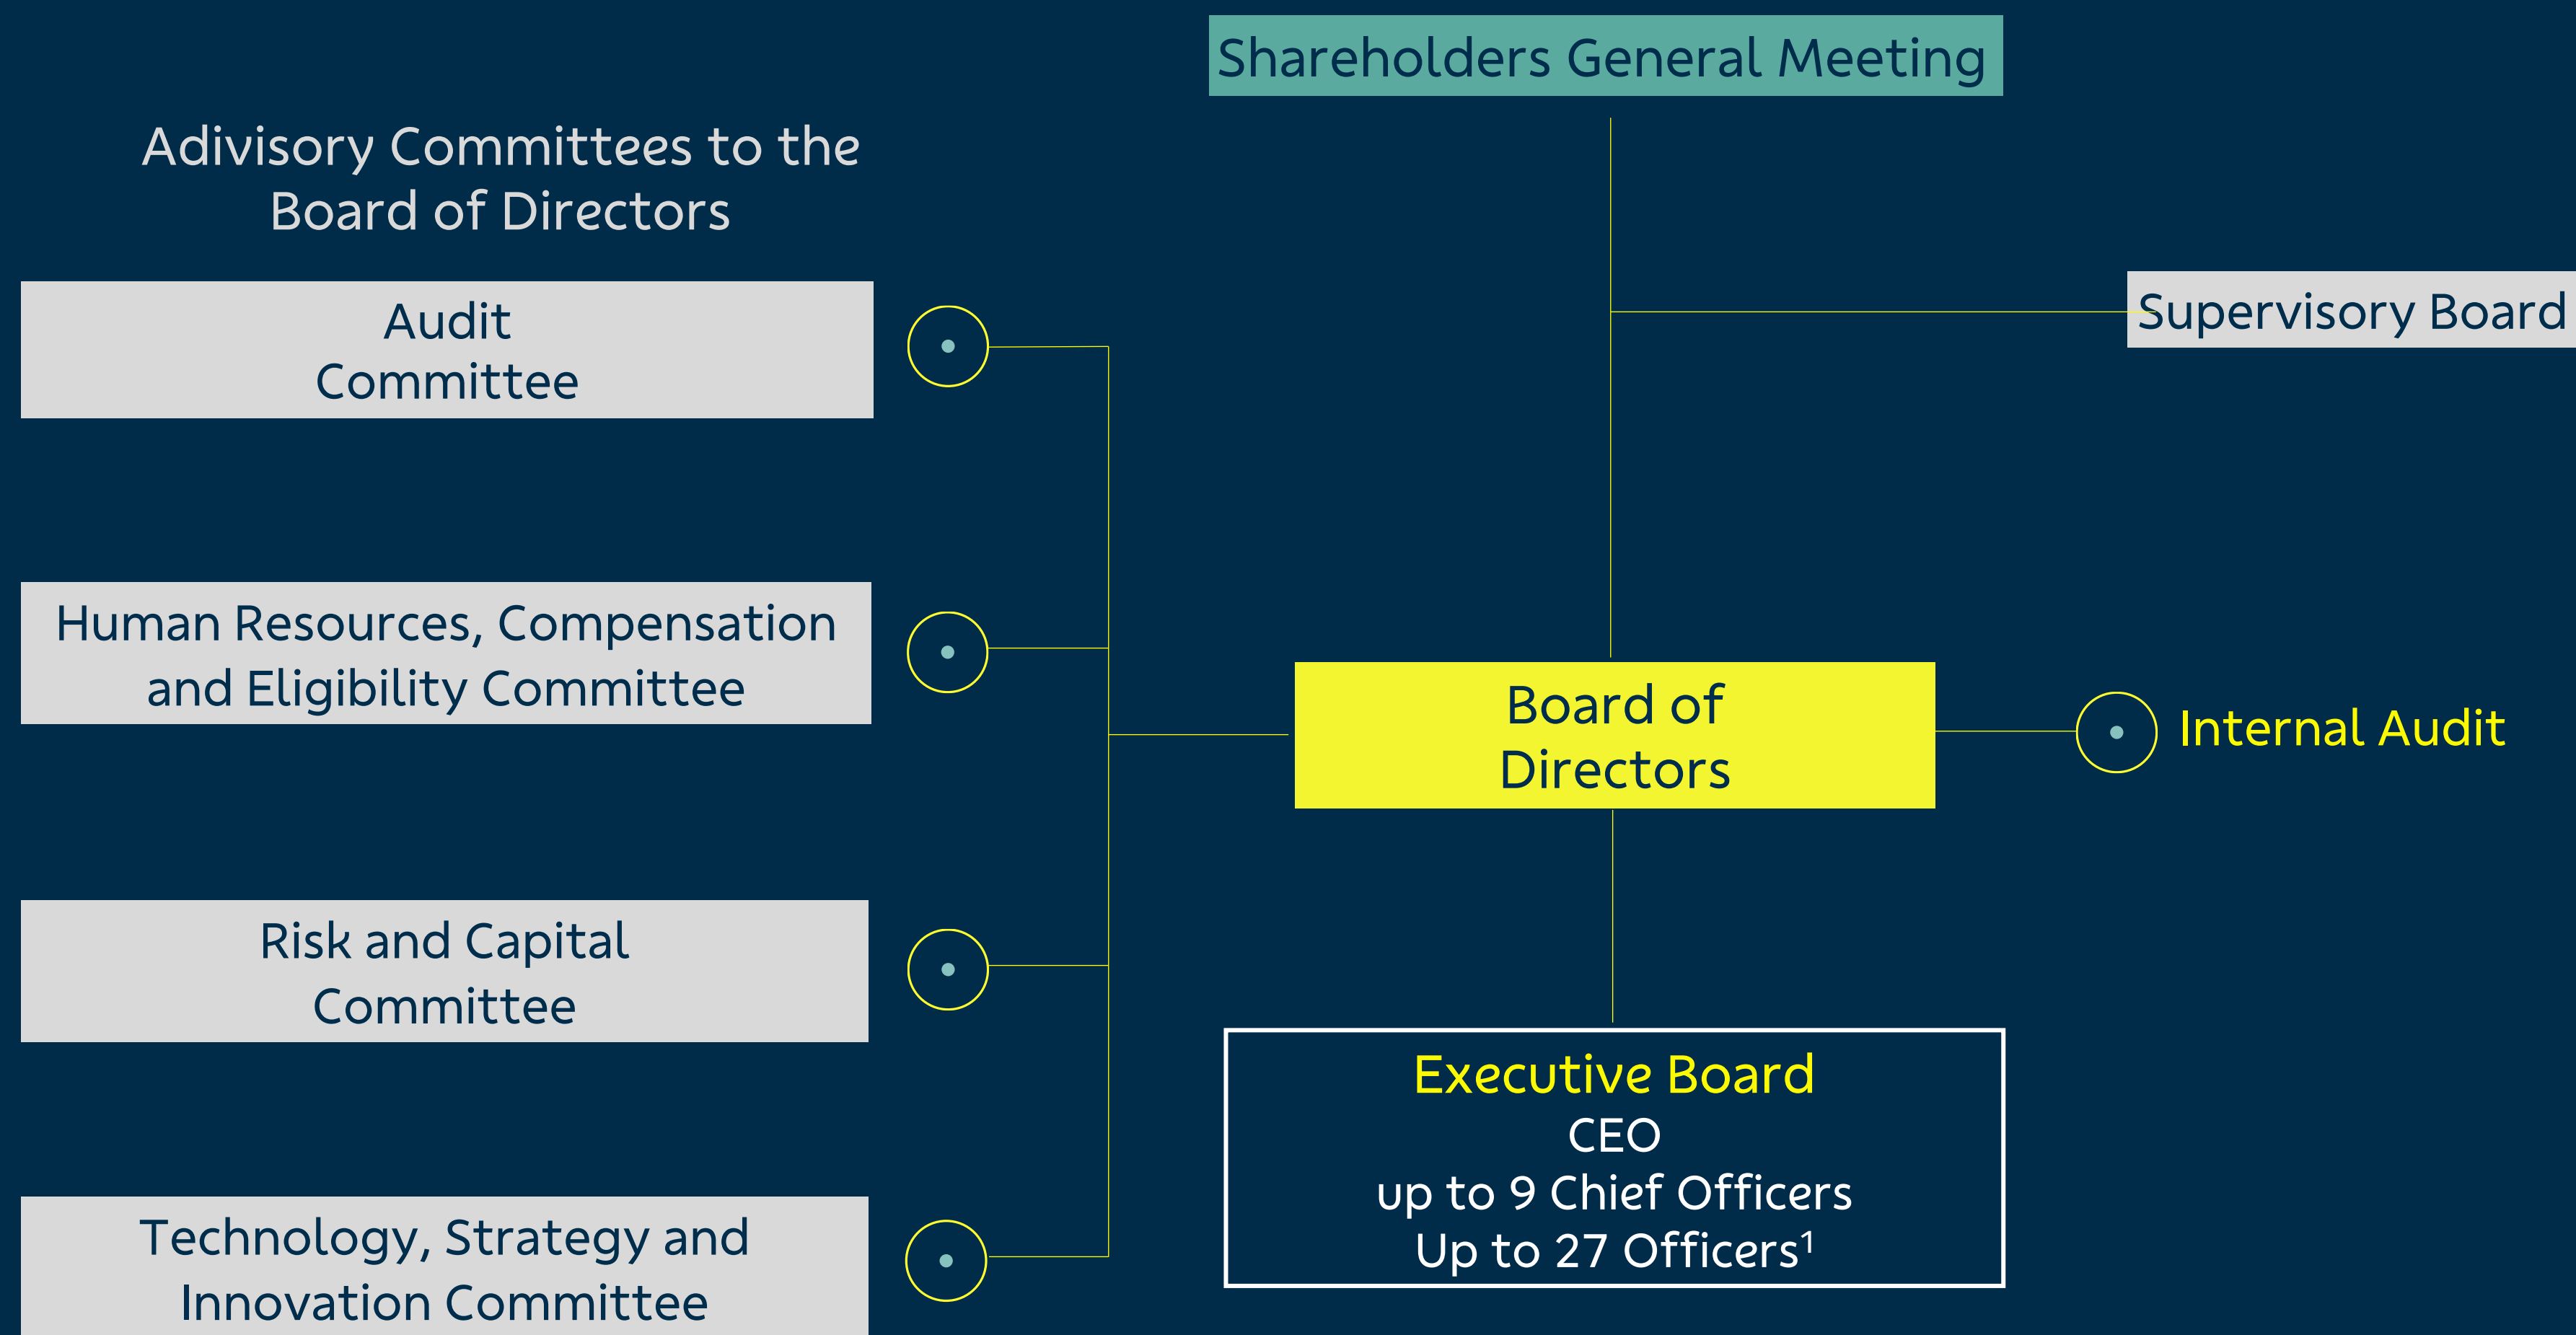 Shareholders General Meeting
Adivisory Committees to the
Board of Directors
Audit
Committee
Supervisory Board
Human Resources, Compensation
and Eligibility Committee
Board of
Directors
Internal Audit
Risk and Capital
Committee
Executive Board
CEO
up to 9 Chief Officers
Up to 27 Officers¹
Technology, Strategy and
Innovation Committee